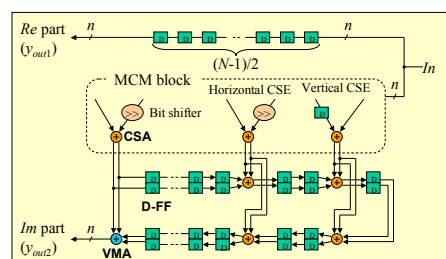 Re part
(yout1)
n
D D D D D D
n
(N-1)/2
In
n
MCM block
Horizontal CSE
Vertical CSE
>>
Bit shifter
>>
D
+
CSA
+
+
D D D D D D
+
D D
+
D D
D-FF
Im part
(yout2)
n
+
VMA
D D D D D D
+
D D
+
D D